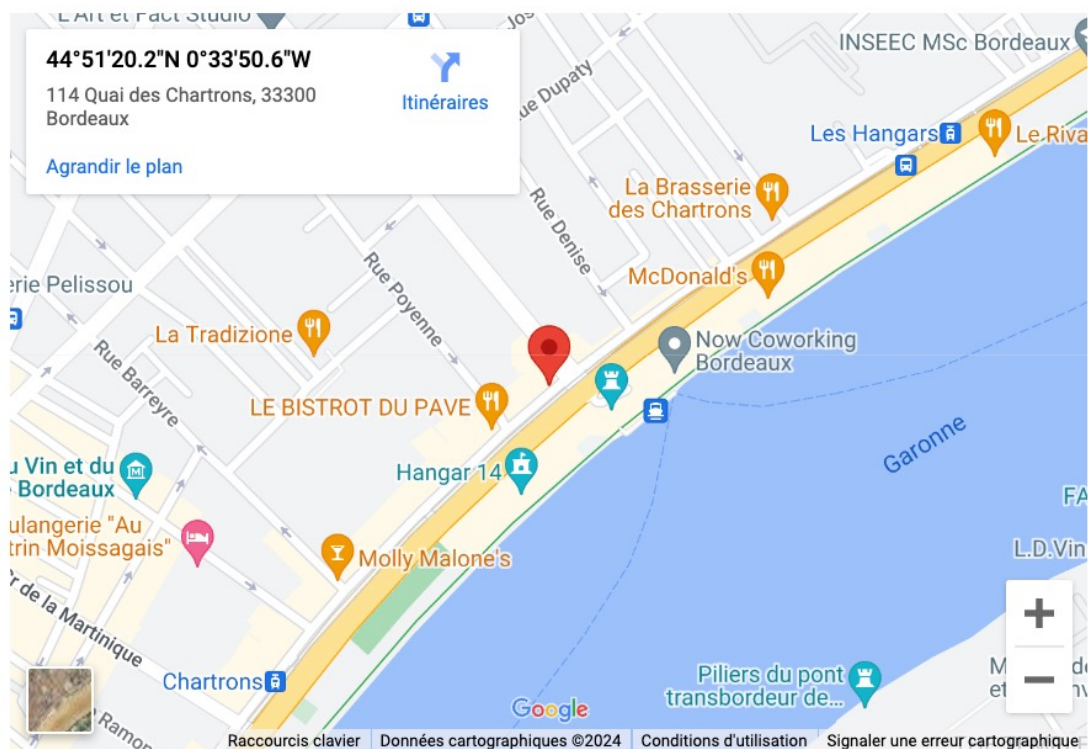 L'Art et Pact Studio
INSEEC MSc Bordeaux
44°51'20.2"N 0°33'50.6"W
114 Quai des Chartrons, 33300
Bordeaux
Itinéraires
Agrandir le plan
Rue Dupaty
Les Hangars
Le Riva
La Brasserie
des Chartrons
Rue Denise
McDonald's
erie Pelissou
Rue Poyenne
La Tradizione
Now Coworking
Bordeaux
Rue Barreyre
LE BISTROT DU PAVE
Garonne
u Vin et du
Bordeaux
Hangar 14
FA
ulangerie "Au
trin Moissagais"
Molly Malone's
L.D.Vin
Pr de la Martinique
Chartrons
Piliers du pont
transbordeur de...
Google
Raccourcis clavier
Données cartographiques ©2024
Conditions d'utilisation
Signaler une erreur cartographique